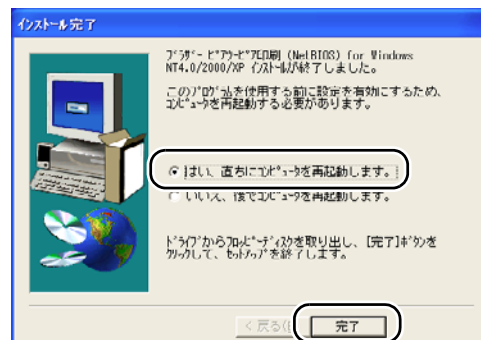 インストール完了
ﾌﾞﾗｻﾞｰ ﾋﾟｱﾂｰﾋﾟｱ印刷 (NetBIOS) for Windows
NT4.0/2000/XP ｲﾝｽﾄｰﾙが終了しました。
このﾌﾟﾛｸﾞﾗﾑを使用する前に設定を有効にするため、
ｺﾝﾋﾟｭｰﾀを再起動する必要があります。
はい、直ちにｺﾝﾋﾟｭｰﾀを再起動します。
いいえ、後でｺﾝﾋﾟｭｰﾀを再起動します。
ﾄﾞﾗｲﾌﾞからﾌﾛｯﾋﾟｰﾃﾞｨｽｸを取り出し、[完了]ﾎﾞﾀﾝを
ｸﾘｯｸして、ｾｯﾄｱｯﾌﾟを終了します。
< 戻る(
完了